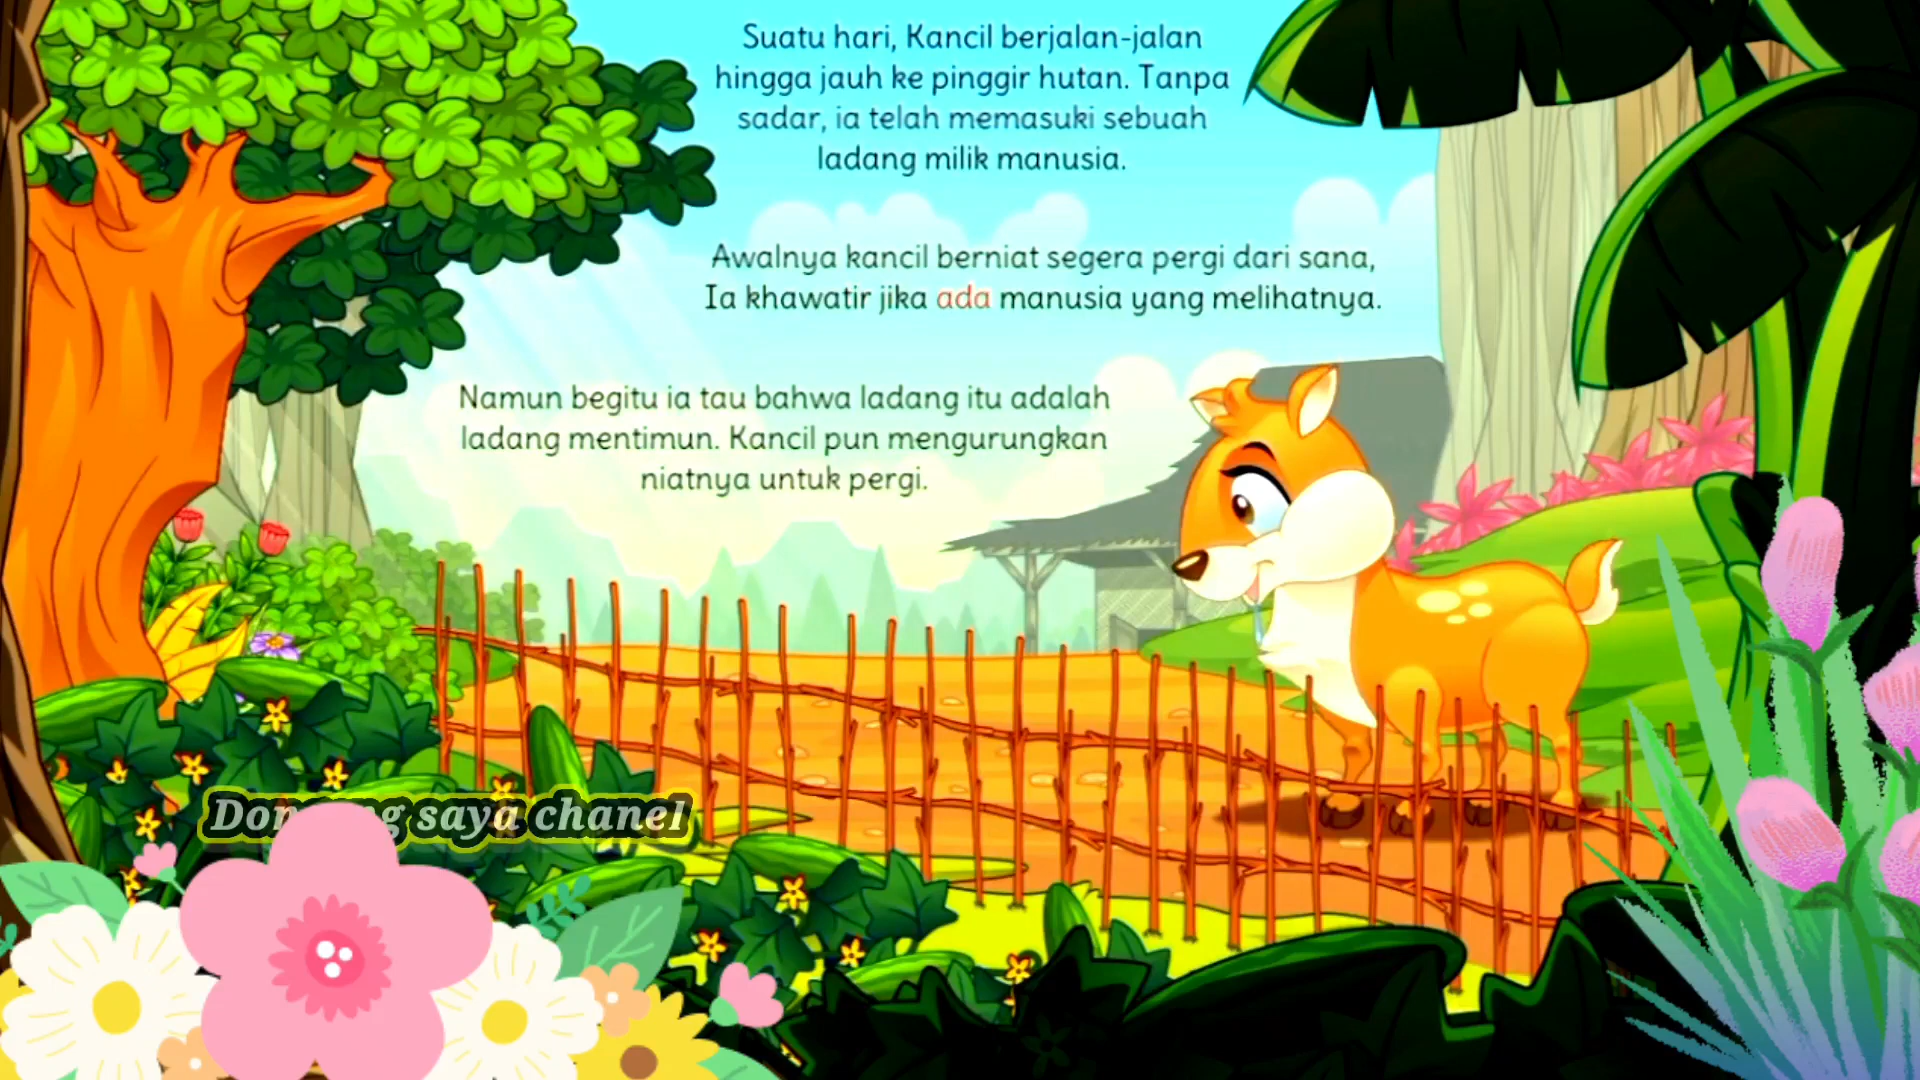 Suatu hari, Kancil berjalan-jalan
hingga jauh ke pinggir hutan. Tanpa
sadar, ia telah memasuki sebuah
ladang milik manusia.
Awalnya kancil berniat segera pergi dari sana,
Ia khawatir jika ada manusia yang melihatnya.
Namun begitu ia tau bahwa ladang itu adalah
ladang mentimun. Kancil pun mengurungkan
niatnya untuk pergi.
saya chanel